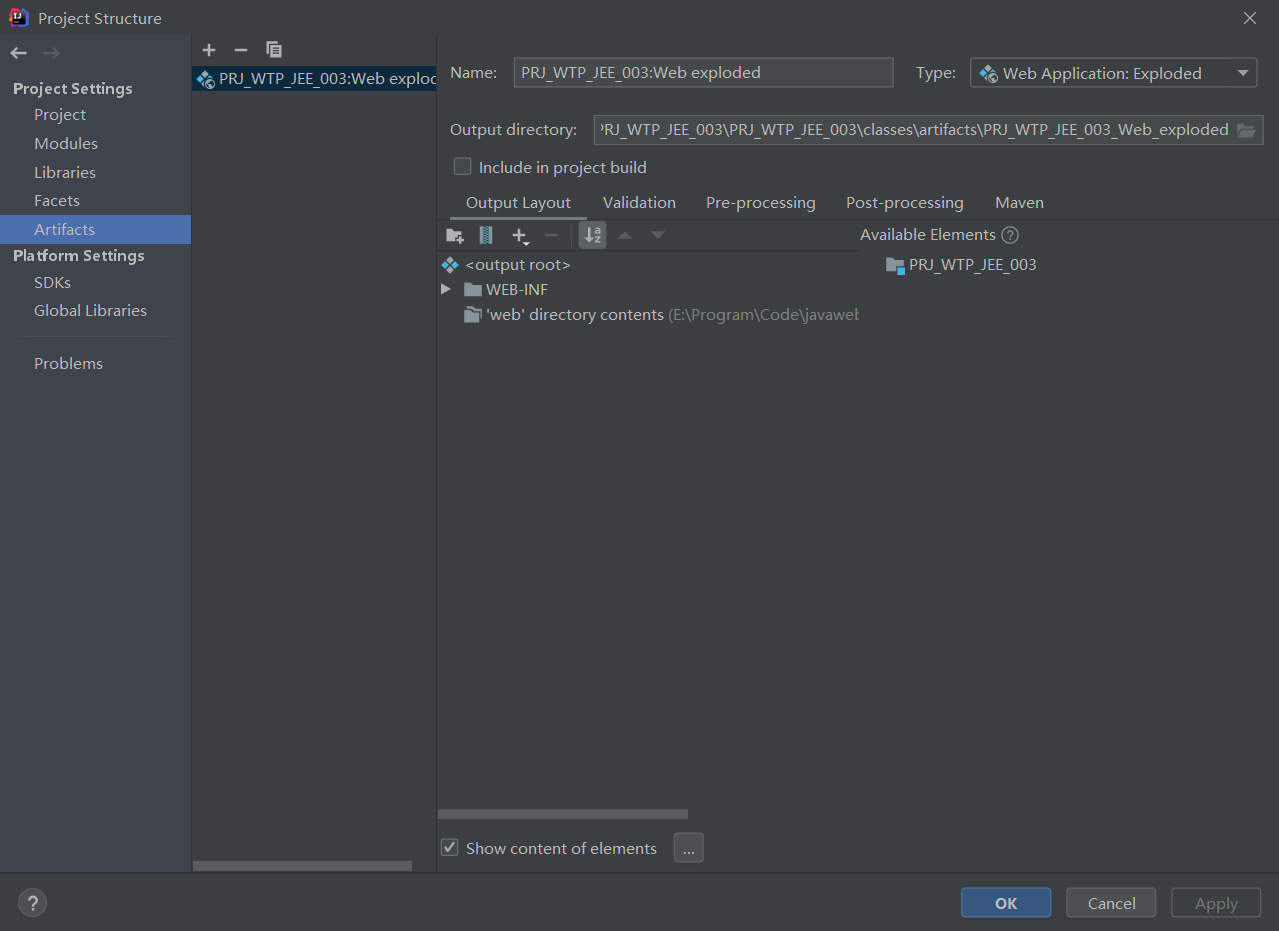 Project Structure
Project Settings
Project
Modules
Libraries
Facets
Artifacts
Platform Settings
SDKs
Global Libraries
Problems
PRJ_WTP_JEE_003:Web exploc
Name: PRJ_WTP_JEE_003:Web exploded Type: Web Application: Exploded
Output directory: PRJ_WTP_JEE_003\PRJ_WTP_JEE_003\classes\artifacts\PRJ_WTP_JEE_003_Web_exploded
Include in project build
Output Layout Validation Pre-processing Post-processing Maven
Available Elements ?
<output root> PRJ_WTP_JEE_003
WEB-INF
'web' directory contents (E:\Program\Code\javaweb
Show content of elements ...
? OK Cancel Apply